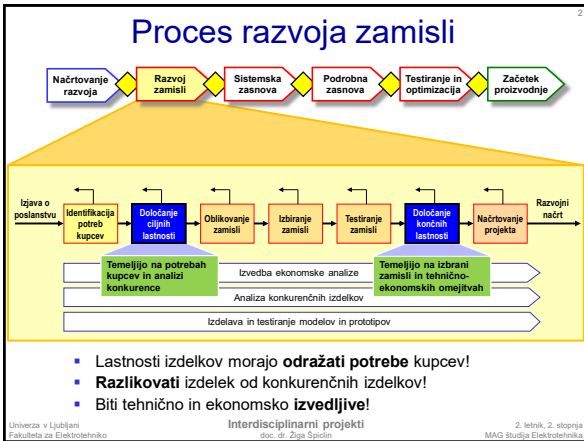 2
Proces razvoja zamisli
Načrtovanje
razvoja
Razvoj
zamisli
Sistemska
zasnova
Podrobna
zasnova
Testiranje in
optimizacija
Začetek
proizvodnje
Izjava o
poslanstvu
Identifikacija
potreb
kupcev
Določanje
ciljnih
lastnosti
Oblikovanje
zamisli
Izbiranje
zamisli
Testiranje
zamisli
Določanje
končnih
lastnosti
Načrtovanje
projekta
Razvojni
načrt
Temeljijo na potrebah
kupcev in analizi
konkurence
Temeljijo na izbrani
zamisli in tehnično-
ekonomskih omejitvah
Izvedba ekonomske analize
Analiza konkurenčnih izdelkov
Izdelava in testiranje modelov in prototipov
▪ Lastnosti izdelkov morajo odražati potrebe kupcev!
▪ Razlikovati izdelek od konkurenčnih izdelkov!
▪ Biti tehnično in ekonomsko izvedljive!
Univerza v Ljubljani
Fakulteta za Elektrotehniko
Interdisciplinarni projekti
doc. dr. Žiga Špiclin
2. letnik, 2. stopnja
MAG študija Elektrotehnika